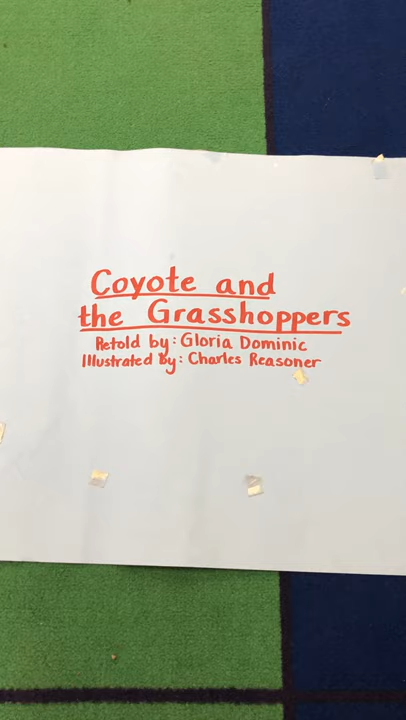 Coyote and
the Grasshoppers
Retold by: Gloria Dominic
Illustrated by: Charles Reasoner